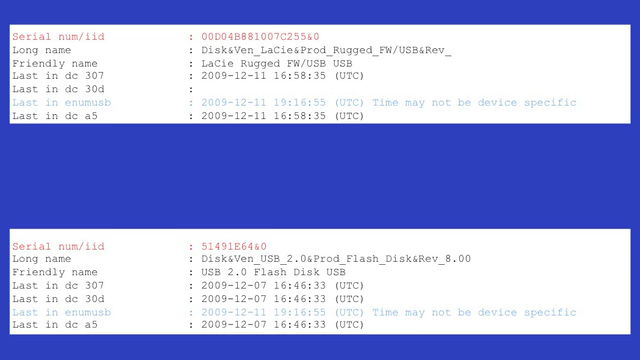 Serial num/iid : 00D04B881007C255&0
Long name : Disk&Ven_LaCie&Prod_Rugged_FW/USB&Rev_
Friendly name : LaCie Rugged FW/USB USB
Last in dc 307 : 2009-12-11 16:58:35 (UTC)
Last in dc 30d :
Last in enumusb : 2009-12-11 19:16:55 (UTC) Time may not be device specific
Last in dc a5 : 2009-12-11 16:58:35 (UTC)
Serial num/iid : 51491E64&0
Long name : Disk&Ven_USB_2.0&Prod_Flash_Disk&Rev_8.00
Friendly name : USB 2.0 Flash Disk USB
Last in dc 307 : 2009-12-07 16:46:33 (UTC)
Last in dc 30d : 2009-12-07 16:46:33 (UTC)
Last in enumusb : 2009-12-11 19:16:55 (UTC) Time may not be device specific
Last in dc a5 : 2009-12-07 16:46:33 (UTC)